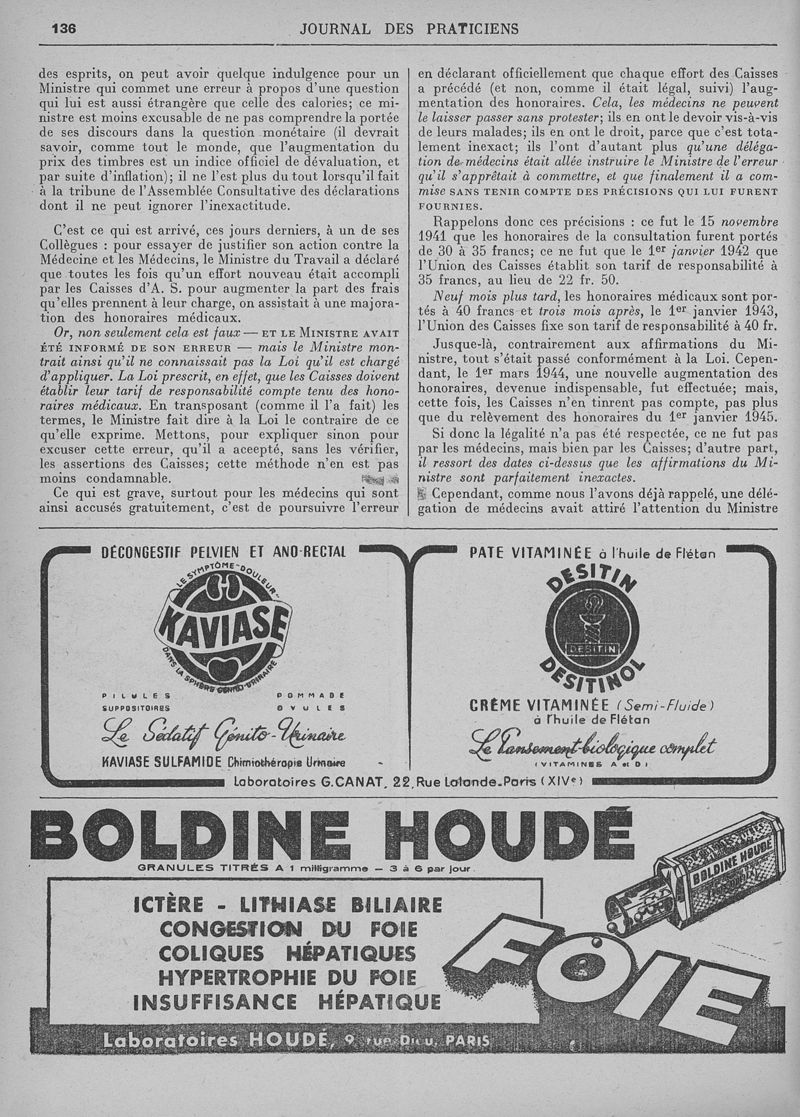 136
JOURNAL DES PRATICIENS
des esprits, on peut avoir quelque indulgence pour un
Ministre qui commet une erreur à propos d'une question
qui lui est aussi étrangère que celle des calories; ce mi-
nistre est moins excusable de ne pas comprendre la portée
de ses discours dans la question monétaire (il devrait
savoir, comme tout le monde, que l'augmentation du
prix des timbres est un indice officiel de dévaluation, et
par suite d'inflation); il ne l'est plus du tout lorsqu'il fait
à la tribune de l'Assemblée Consultative des déclarations
dont il ne peut ignorer l'inexactitude.
C'est ce qui est arrivé, ces jours derniers, à un de ses
Collègues : pour essayer de justifier son action contre la
Médecine et les Médecins, le Ministre du Travail a déclaré
que toutes les fois qu'un effort nouveau était accompli
par les Caisses d'A. S. pour augmenter la part des frais
qu'elles prennent à leur charge, on assistait à une majora-
tion des honoraires médicaux.
Or, non seulement cela est faux — ET LE MINISTRE AVAIT
ÉTÉ INFORMÉ DE SON ERREUR — mais le Ministre mon-
trait ainsi qu'il ne connaissait pas la Loi qu'il est chargé
d'appliquer. La Loi prescrit, en effet, que les Caisses doivent
établir leur tarif de responsabilité compte tenu des hono-
raires médicaux. En transposant (comme il l'a fait) les
termes, le Ministre fait dire à la Loi le contraire de ce
qu'elle exprime. Mettons, pour expliquer sinon pour
excuser cette erreur, qu'il a aceepté, sans les vérifier,
les assertions des Caisses; cette méthode n'en est pas
moins condamnable.
Ce qui est grave, surtout pour les médecins qui sont
ainsi accusés gratuitement, c'est de poursuivre l'erreur
en déclarant officiellement que chaque effort des Caisses
a précédé (et non, comme il était légal, suivi) l'aug-
mentation des honoraires. Cela, les médecins ne peuvent
le laisser passer sans protester; ils en ont le devoir vis-à-vis
de leurs malades; ils en ont le droit, parce que c'est tota-
lement inexact; ils l'ont d'autant plus qu'une déléga-
tion de médecins était allée instruire le Ministre de l'erreur
qu'il s'apprêtait à commettre, et que finalement il a com-
mise SANS TENIR COMPTE DES PRÉCISIONS QUI LUI FURENT
FOURNIES.
Rappelons donc ces précisions : ce fut le 15 novembre
1941 que les honoraires de la consultation furent portés
de 30 à 35 francs; ce ne fut que le 1er janvier 1942 que
l'Union des Caisses établit son tarif de responsabilité à
35 francs, au lieu de 22 fr. 50.
Neuf mois plus tard, les honoraires médicaux sont por-
tés à 40 francs et trois mois après, le 1er janvier 1943,
l'Union des Caisses fixe son tarif de responsabilité à 40 fr.
Jusque-là, contrairement aux affirmations du Mi-
nistre, tout s'était passé conformément à la Loi. Cepen-
dant, le 1er mars 1944, une nouvelle augmentation des
honoraires, devenue indispensable, fut effectuée; mais,
cette fois, les Caisses n'en tinrent pas compte, pas plus
que du relèvement des honoraires du 1er janvier 1945.
Si donc la légalité n'a pas été respectée, ce ne fut pas
par les médecins, mais bien par les Caisses; d'autre part,
il ressort des dates ci-dessus que les affirmations du Mi-
nistre sont parfaitement inexactes.
Cependant, comme nous l'avons déjà rappelé, une délé-
gation de médecins avait attiré l'attention du Ministre
DÉCONGESTIF PELVIEN ET ANO-RECTAL
LE SYMPTÔME-DOULEUR-
KAVIASE
DANS LA SPHÈRE GÉNITO-URINAIRE
PILULES POMMADE
SUPPOSITOIRES OVULES
Le Sédatif Génito-Urinaire
KAVIASE SULFAMIDE Chimiothérapie Urinaire
PATE VITAMINÉE à l'huile de Flétan
DESITIN
DESITIN
DESITINOL
CRÈME VITAMINÉE (Semi-Fluide)
à l'huile de Flétan
Le Pansement-biologique complet
(VITAMINES A et D)
Laboratoires G. CANAT, 22, Rue Lalande-Paris (XIVe)
BOLDINE HOUDÉ
GRANULES TITRÉS A 1 milligramme — 3 à 6 par jour.
ICTÈRE - LITHIASE BILIAIRE
CONGESTION DU FOIE
COLIQUES HÉPATIQUES
HYPERTROPHIE DU FOIE
INSUFFISANCE HÉPATIQUE
BOLDINE HOUDÉ
FOIE
Laboratoires HOUDÉ, 9 rue Dieu, PARIS